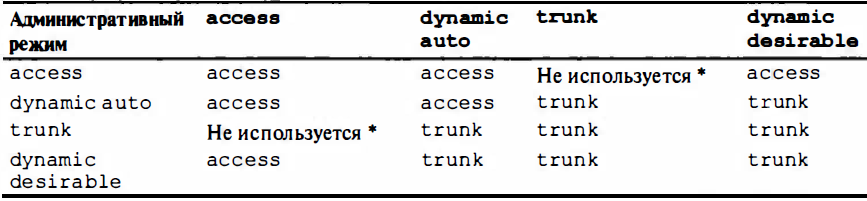 Административный режим access dynamic auto trunk dynamic desirable
access access access Не используется * access
dynamic auto access access trunk trunk
trunk Не используется * trunk trunk trunk
dynamic desirable access trunk trunk trunk